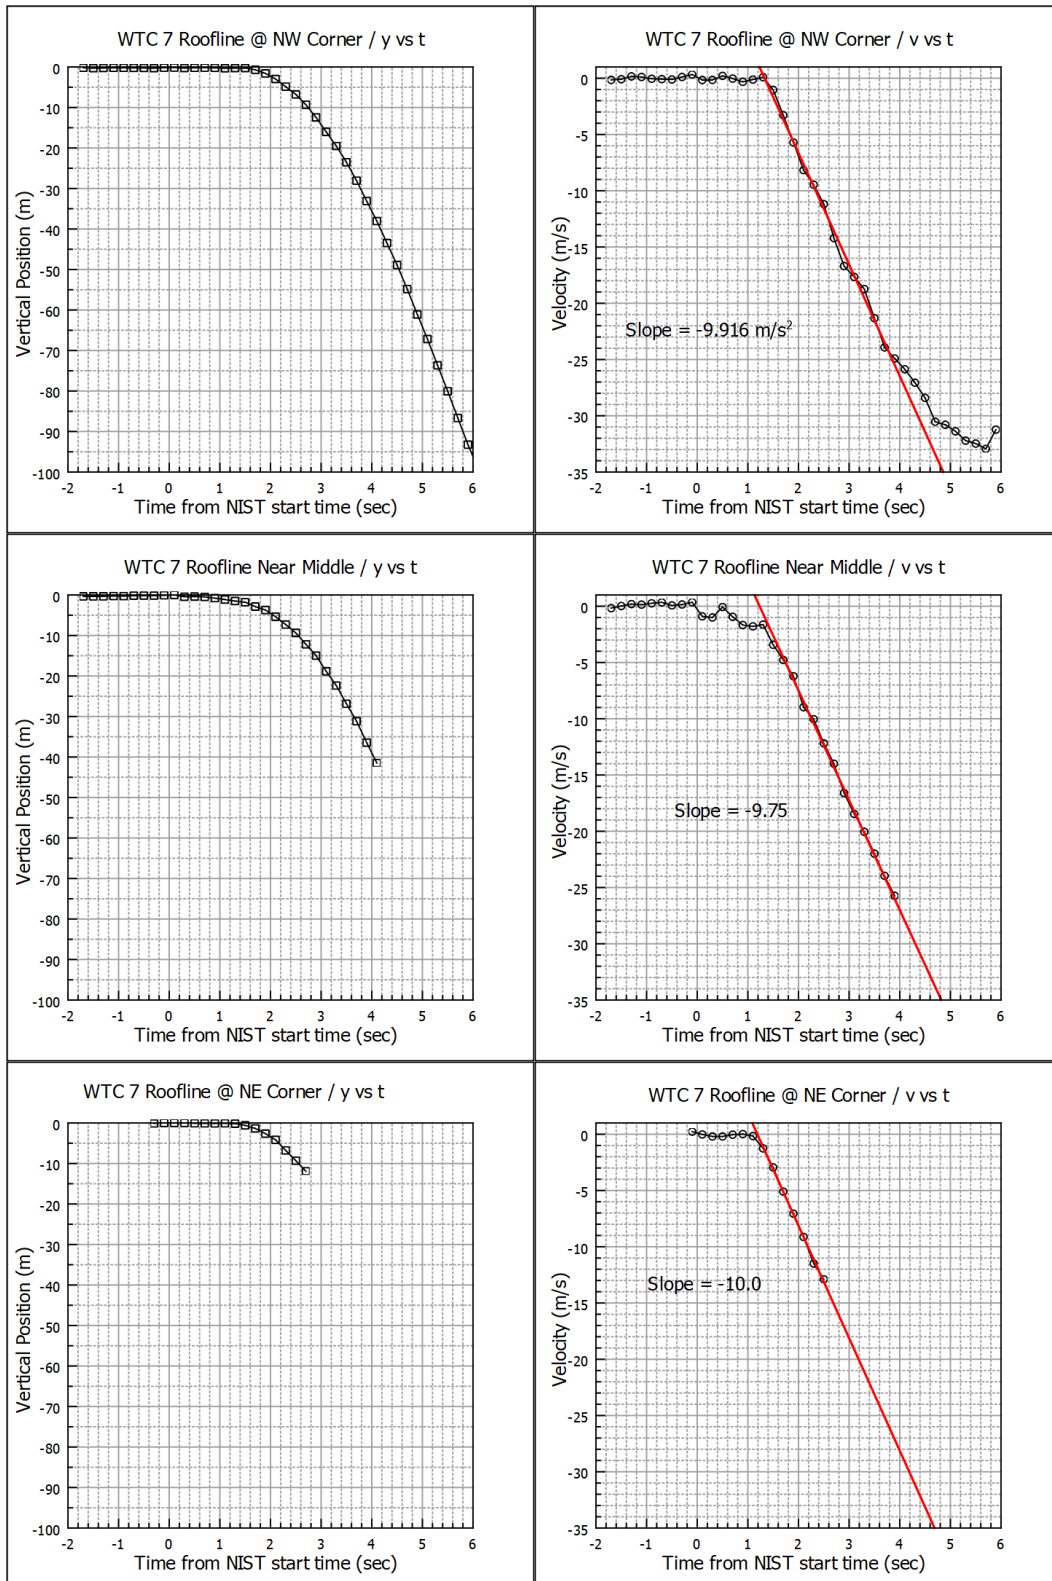 WTC 7 Roofline @ NW Corner / y vs t
0
-10
-20
-30
-40
-50
-60
-70
-80
-90
-100
Vertical Position (m)
-2 -1 0 1 2 3 4 5 6
Time from NIST start time (sec)
WTC 7 Roofline @ NW Corner / v vs t
0
-5
-10
-15
-20
-25
-30
-35
Velocity (m/s)
Slope = -9.916 m/s²
-2 -1 0 1 2 3 4 5 6
Time from NIST start time (sec)
WTC 7 Roofline Near Middle / y vs t
0
-10
-20
-30
-40
-50
-60
-70
-80
-90
-100
Vertical Position (m)
-2 -1 0 1 2 3 4 5 6
Time from NIST start time (sec)
WTC 7 Roofline Near Middle / v vs t
0
-5
-10
-15
-20
-25
-30
-35
Velocity (m/s)
Slope = -9.75
-2 -1 0 1 2 3 4 5 6
Time from NIST start time (sec)
WTC 7 Roofline @ NE Corner / y vs t
0
-10
-20
-30
-40
-50
-60
-70
-80
-90
-100
Vertical Position (m)
-2 -1 0 1 2 3 4 5 6
Time from NIST start time (sec)
WTC 7 Roofline @ NE Corner / v vs t
0
-5
-10
-15
-20
-25
-30
-35
Velocity (m/s)
Slope = -10.0
-2 -1 0 1 2 3 4 5 6
Time from NIST start time (sec)